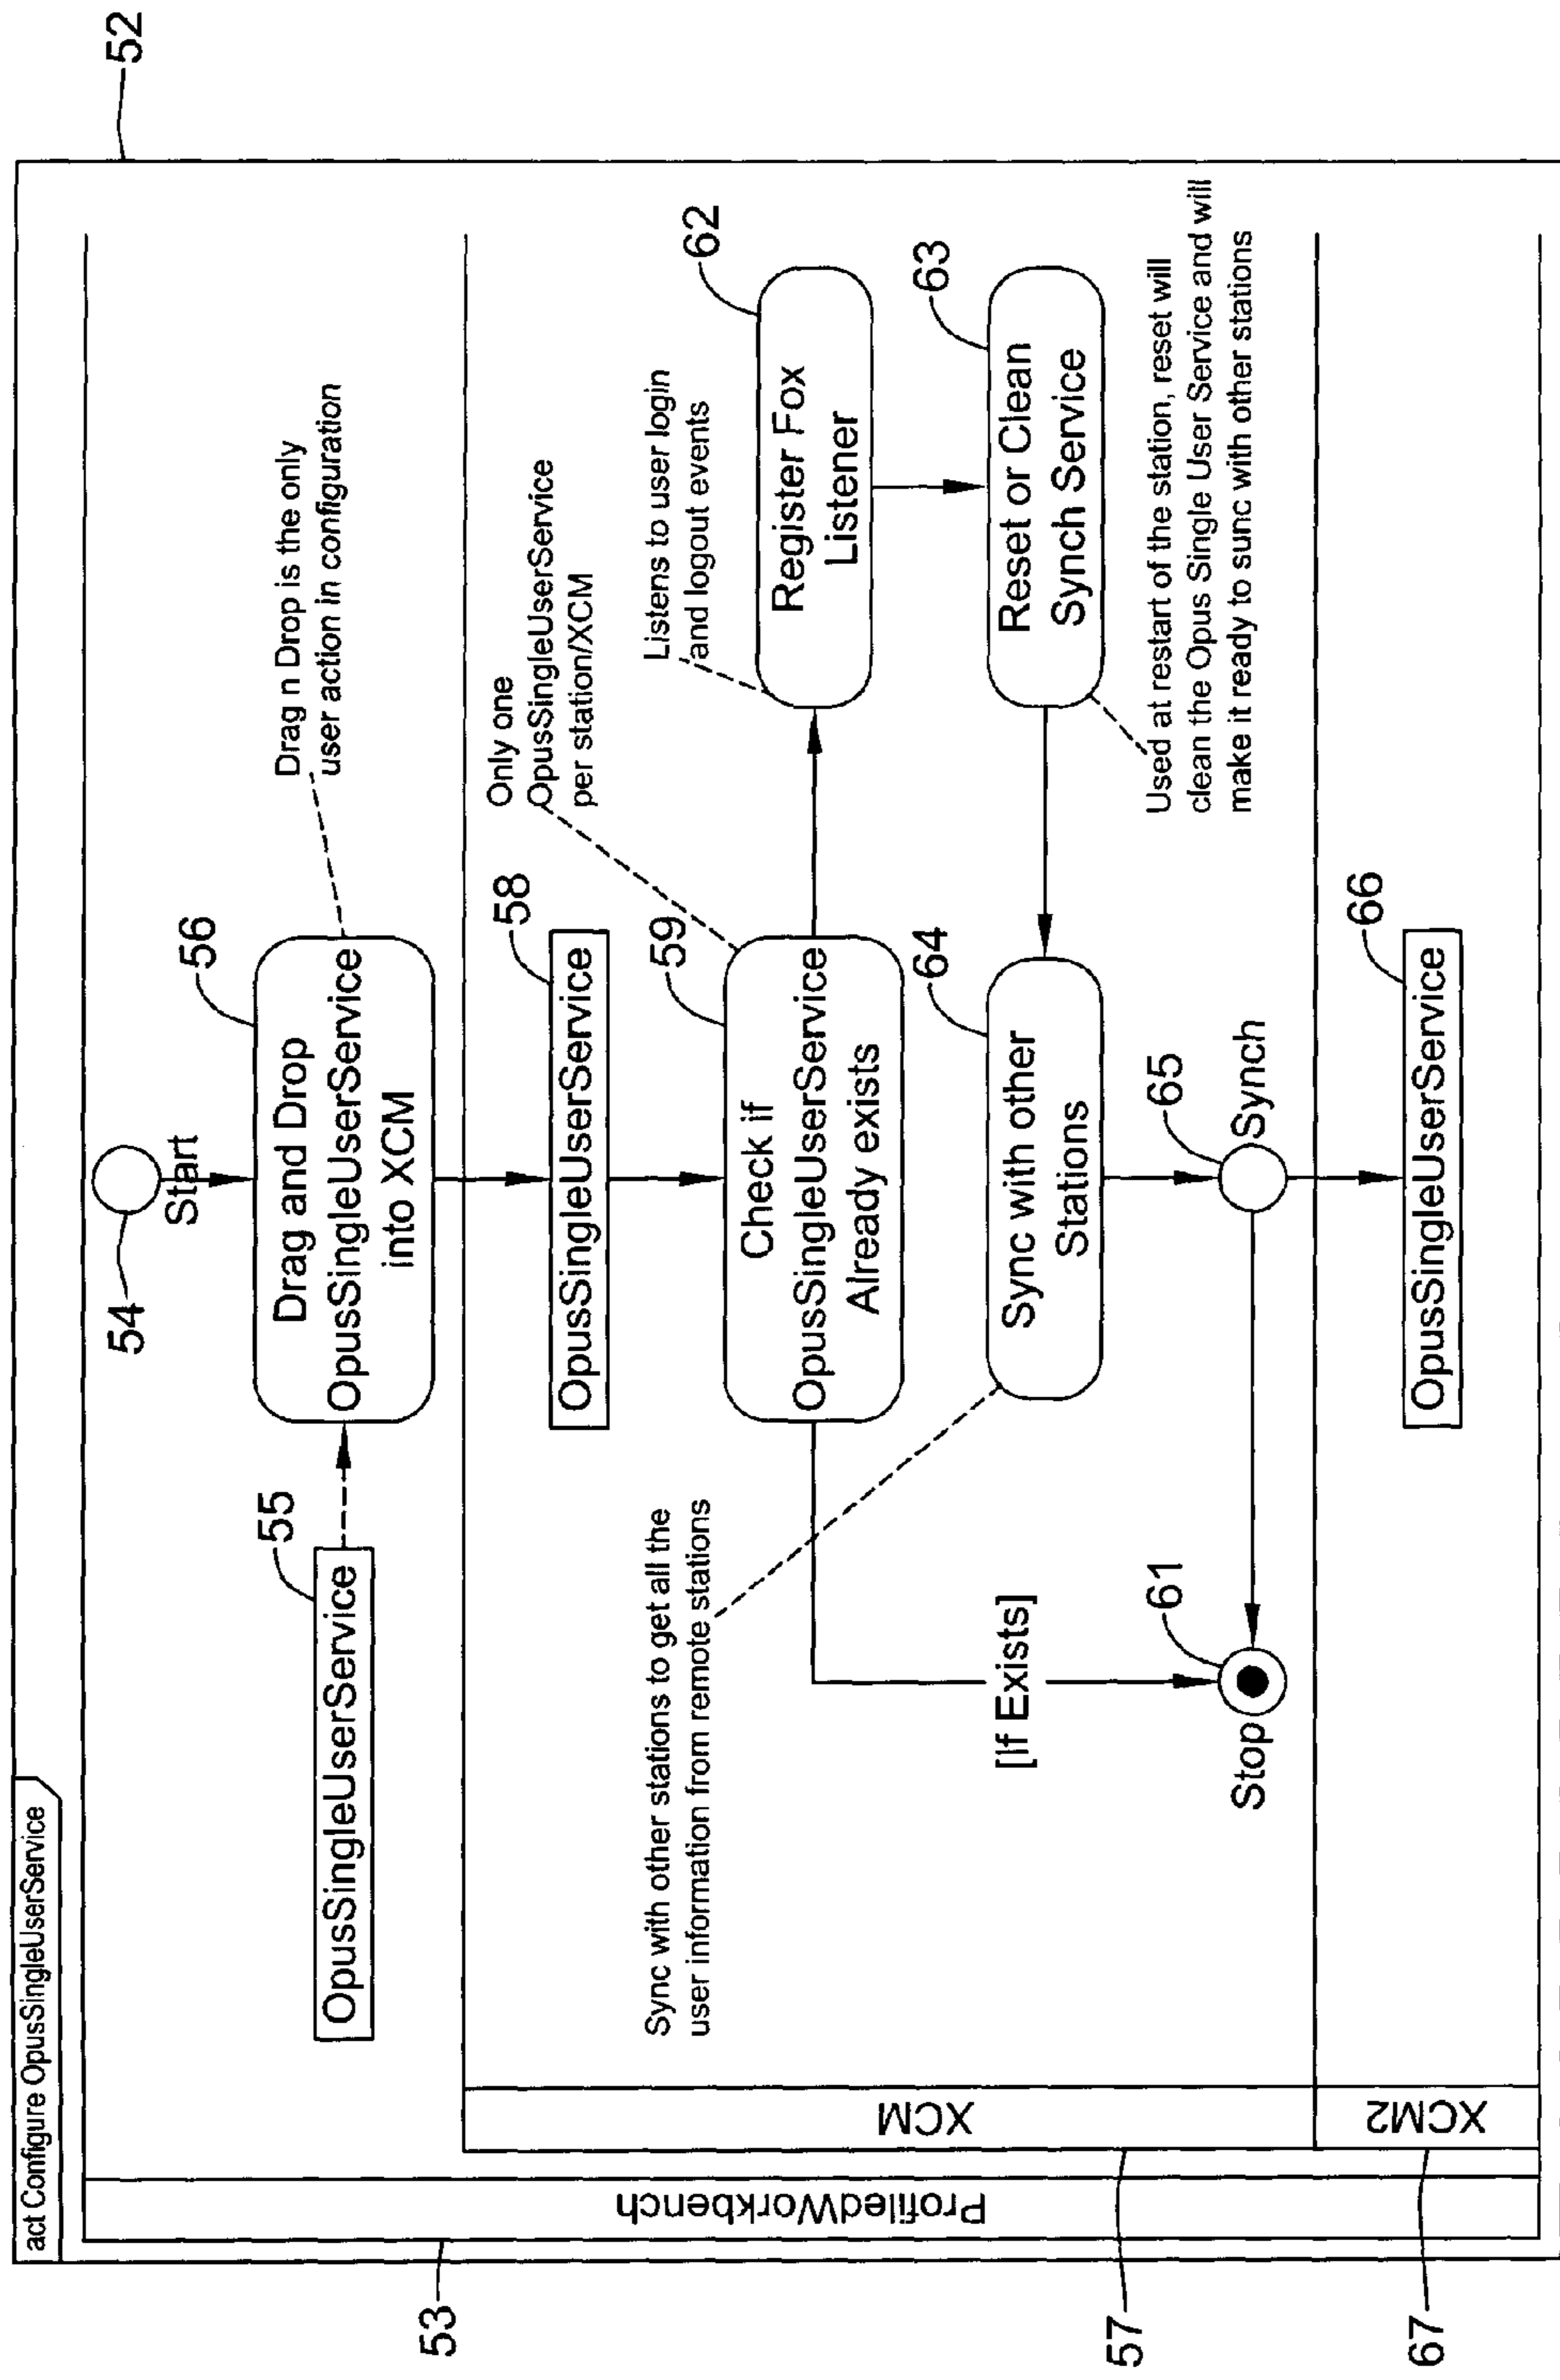 act Configure OpusSingleUserService
52
53
ProfiledWorkbench
54
Start
55
OpusSingleUserService
56
Drag and Drop
OpusSingleUserService
into XCM
Drag n Drop is the only
user action in configuration
57
XCM
58
OpusSingleUserService
Only one
OpusSingleUserService
per station/XCM
59
Check if
OpusSingleUserService
Already exists
Listens to user login
and logout events
62
Register Fox
Listener
63
Reset or Clean
Synch Service
Used at restart of the station, reset will
clean the Opus Single User Service and will
make it ready to sunc with other stations
Sync with other stations to get all the
user information from remote stations
64
Sync with other
Stations
[If Exists]
61
Stop
65
Synch
67
XCM2
66
OpusSingleUserService